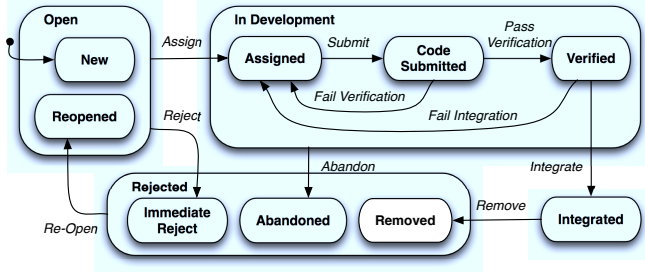 Open
In Development
New
Assign
Assigned
Submit
Code
Submitted
Pass
Verification
Verified
Fail Verification
Fail Integration
Reopened
Reject
Abandon
Integrate
Rejected
Re-Open
Immediate
Reject
Abandoned
Removed
Remove
Integrated